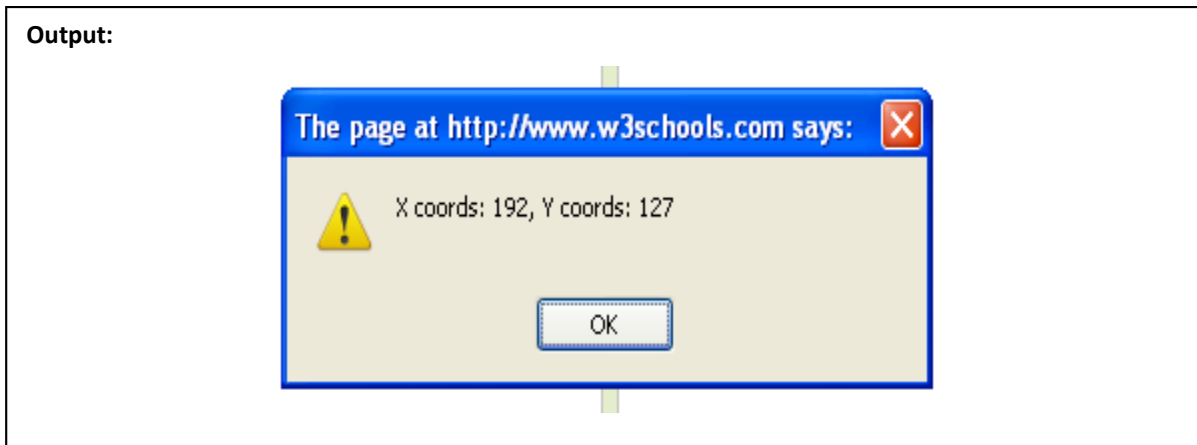 Output:
The page at http://www.w3schools.com says:
X coords: 192, Y coords: 127
OK